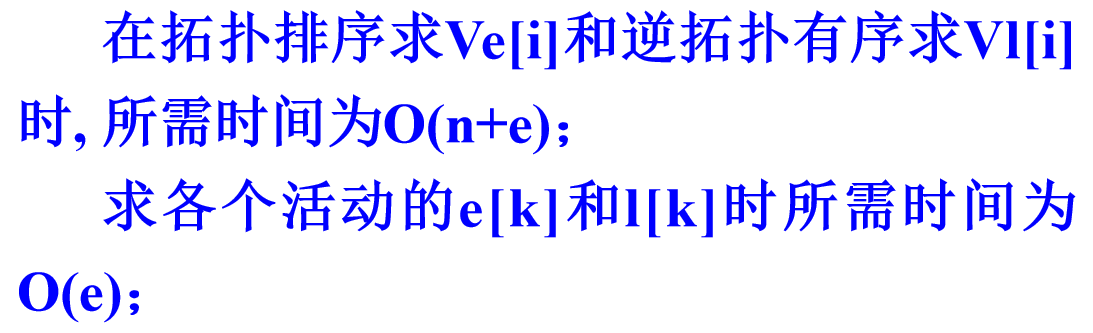 在拓扑排序求Ve[i]和逆拓扑有序求Vl[i]
时, 所需时间为O(n+e)；
求各个活动的e[k]和l[k]时所需时间为
O(e)；